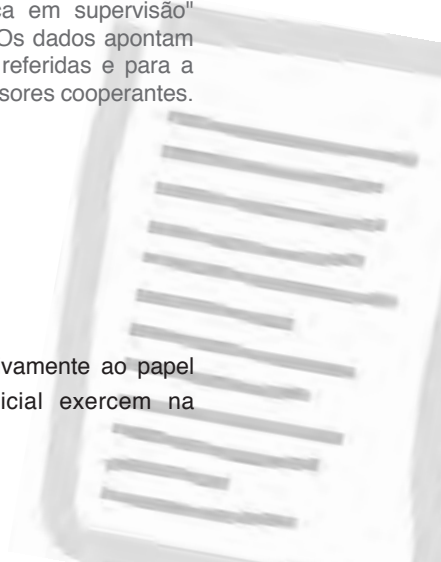 ca em supervisão"
Os dados apontam
referidas e para a
sores cooperantes.
vamente ao papel
icial exercem na